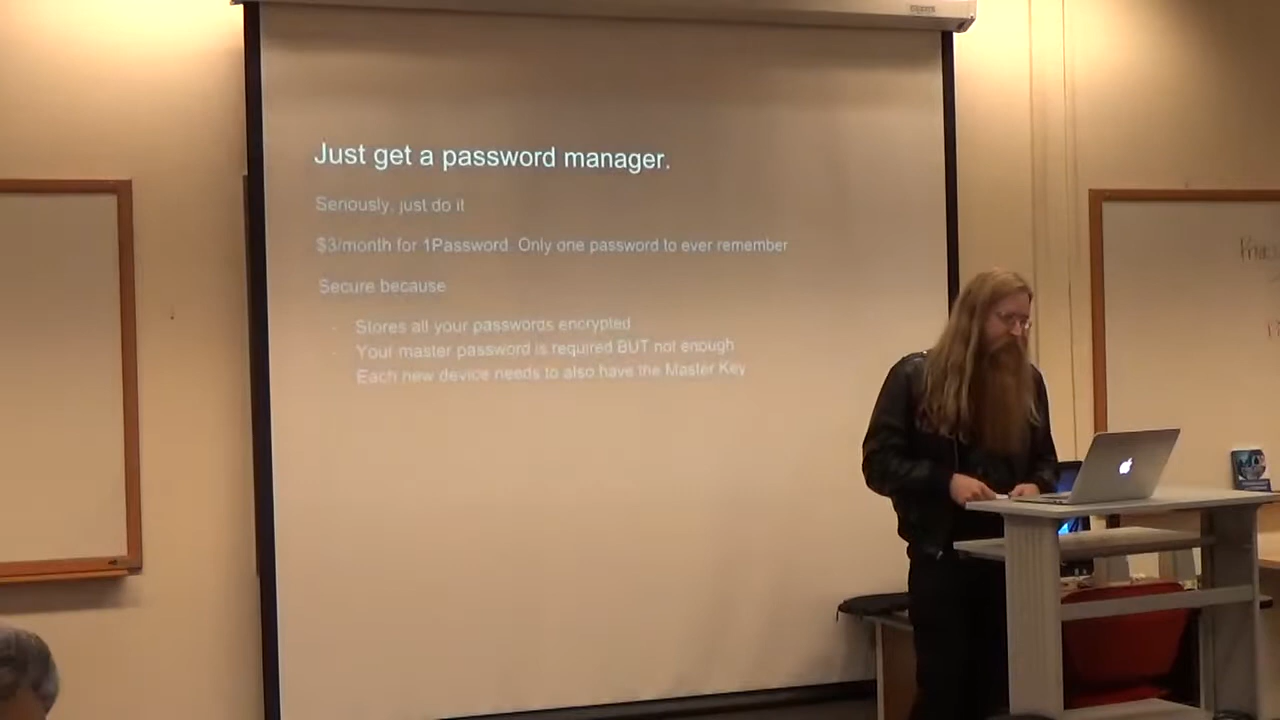 Just get a password manager.
Seriously, just do it
$3/month for 1Password. Only one password to ever remember
Secure because
- Stores all your passwords encrypted
- Your master password is required BUT not enough
Each new device needs to also have the Master Key